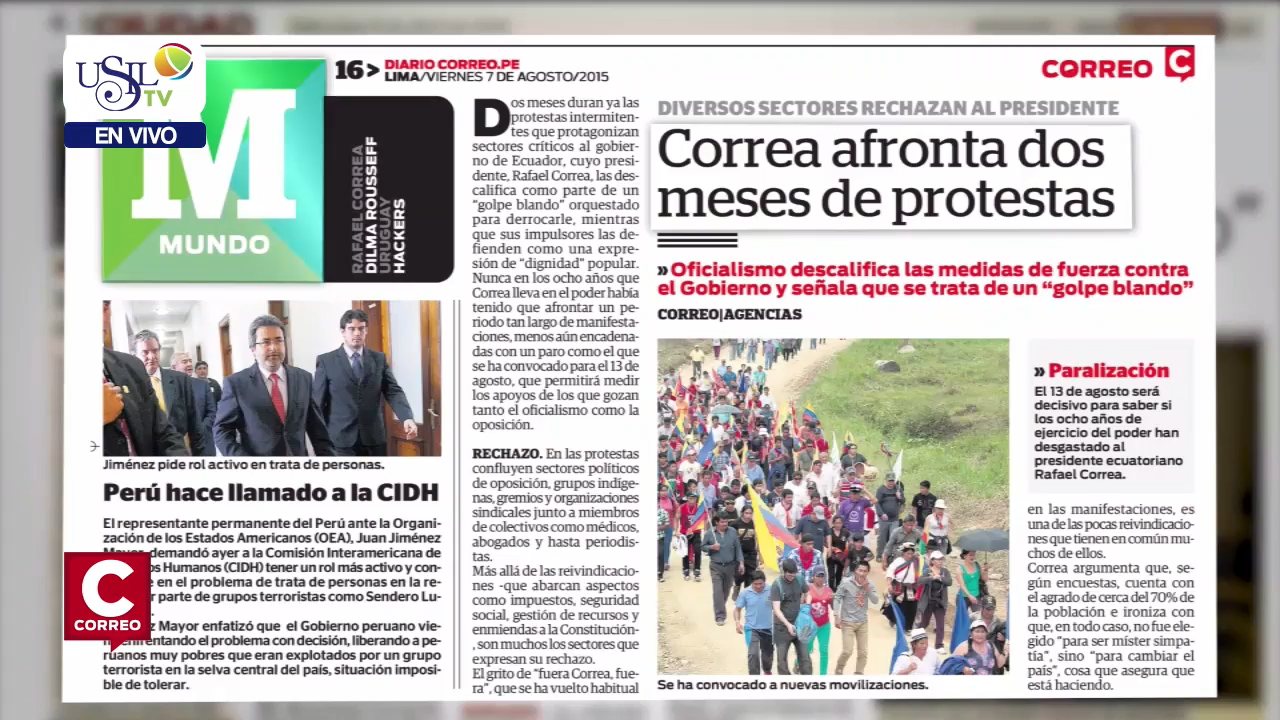 USIL
TV
EN VIVO
M
MUNDO
RAFAEL CORREA
DILMA ROUSSEFF
URUGUAY
HACKERS
16>
DIARIO CORREO.PE
LIMA/VIERNES 7 DE AGOSTO/2015
CORREO C
Jiménez pide rol activo en trata de personas.
Perú hace llamado a la CIDH
El representante permanente del Perú ante la Organi-
zación de los Estados Americanos (OEA), Juan Jiménez
demandó ayer a la Comisión Interamericana de
os Humanos (CIDH) tener un rol más activo y con-
e en el problema de trata de personas en la re-
r parte de grupos terroristas como Sendero Lu-
z Mayor enfatizó que el Gobierno peruano vie-
enfrentando el problema con decisión, liberando a pe-
ruanos muy pobres que eran explotados por un grupo
terrorista en la selva central del país, situación imposi-
ble de tolerar.
C
CORREO
Dos meses duran ya las
protestas intermiten-
tes que protagonizan
sectores críticos al gobier-
no de Ecuador, cuyo presi-
dente, Rafael Correa, las des-
califica como parte de un
“golpe blando” orquestado
para derrocarle, mientras
que sus impulsores las de-
fienden como una expre-
sión de “dignidad” popular.
Nunca en los ocho años que
Correa lleva en el poder había
tenido que afrontar un pe-
riodo tan largo de manifesta-
ciones, menos aún encadena-
das con un paro como el que
se ha convocado para el 13 de
agosto, que permitirá medir
los apoyos de los que gozan
tanto el oficialismo como la
oposición.
RECHAZO. En las protestas
confluyen sectores políticos
de oposición, grupos indíge-
nas, gremios y organizaciones
sindicales junto a miembros
de colectivos como médicos,
abogados y hasta periodis-
tas.
Más allá de las reivindicacio-
nes -que abarcan aspectos
como impuestos, seguridad
social, gestión de recursos y
enmiendas a la Constitución-
, son muchos los sectores que
expresan su rechazo.
El grito de “fuera Correa, fue-
ra”, que se ha vuelto habitual
DIVERSOS SECTORES RECHAZAN AL PRESIDENTE
Correa afronta dos
meses de protestas
»Oficialismo descalifica las medidas de fuerza contra
el Gobierno y señala que se trata de un “golpe blando”
CORREO|AGENCIAS
Se ha convocado a nuevas movilizaciones.
» Paralización
El 13 de agosto será
decisivo para saber si
los ocho años de
ejercicio del poder han
desgastado al
presidente ecuatoriano
Rafael Correa.
en las manifestaciones, es
una de las pocas reivindicacio-
nes que tienen en común mu-
chos de ellos.
Correa argumenta que, se-
gún encuestas, cuenta con
el agrado de cerca del 70% de
la población e ironiza con
que, en todo caso, no fue ele-
gido “para ser míster simpa-
tía”, sino “para cambiar el
país”, cosa que asegura que
está haciendo.